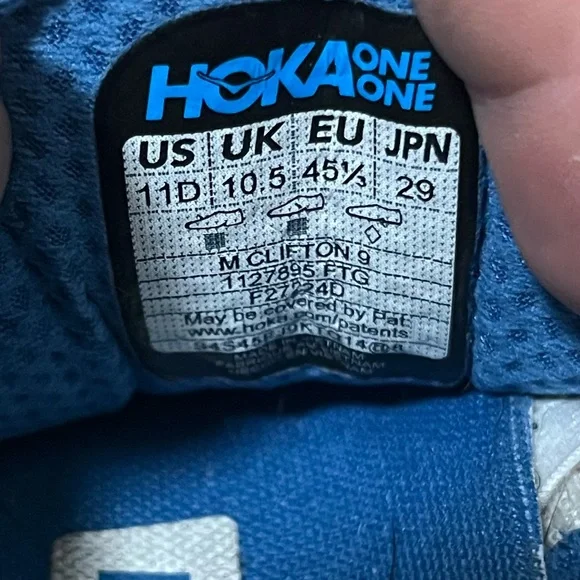 HOKA ONE ONE
US UK EU JPN
11D 10.5 45⅓ 29
M CLIFTON 9
1127895 FTG
F27224D
May be covered by Pat.
www.hoka.com/patents